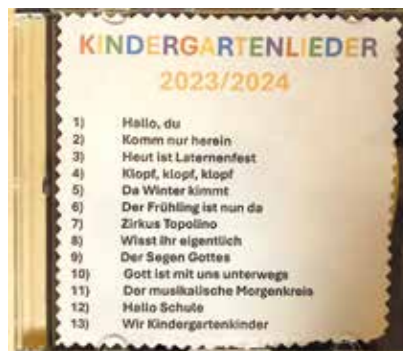 KINDERGARTENLIEDER
2023/2024
1) Hallo, du
2) Komm nur herein
3) Heut ist Laternenfest
4) Klopf, klopf, klopf
5) Da Winter kimmt
6) Der Frühling ist nun da
7) Zirkus Topolino
8) Wisst ihr eigentlich
9) Der Segen Gottes
10) Gott ist mit uns unterwegs
11) Der musikalische Morgenkreis
12) Hallo Schule
13) Wir Kindergartenkinder